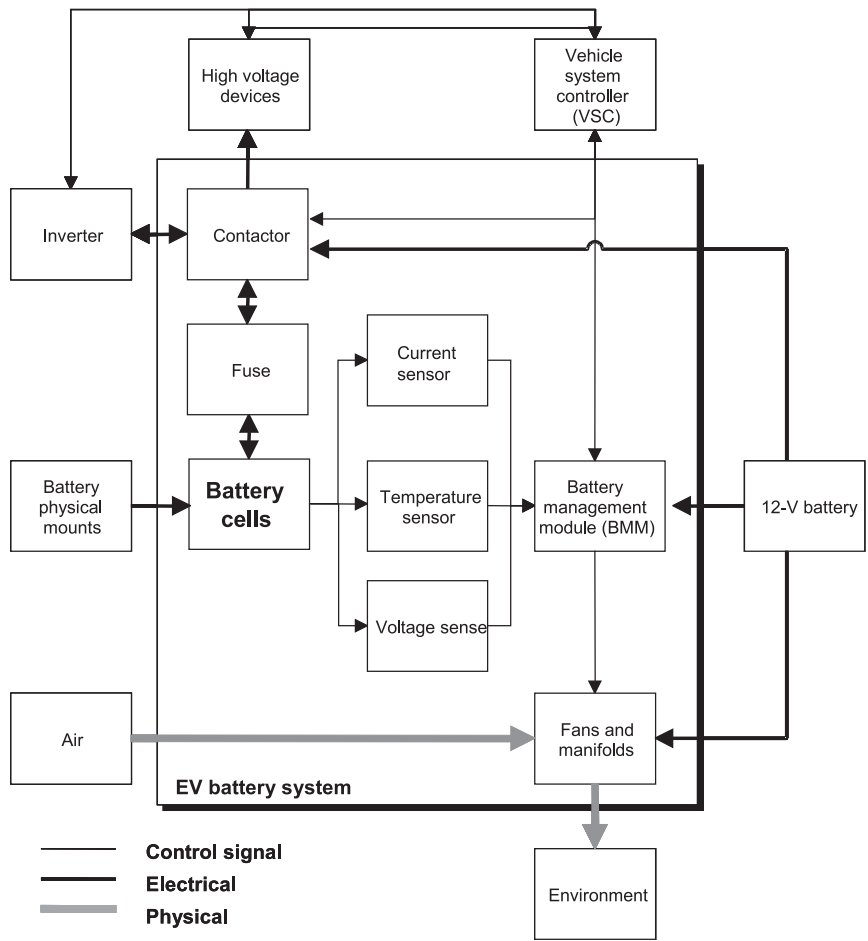 High voltage
devices
Vehicle
system
controller
(VSC)
Inverter
Contactor
Fuse
Current
sensor
Battery
physical
mounts
Battery
cells
Temperature
sensor
Battery
management
module (BMM)
12-V battery
Voltage sense
Air
Fans and
manifolds
EV battery system
Control signal
Electrical
Physical
Environment